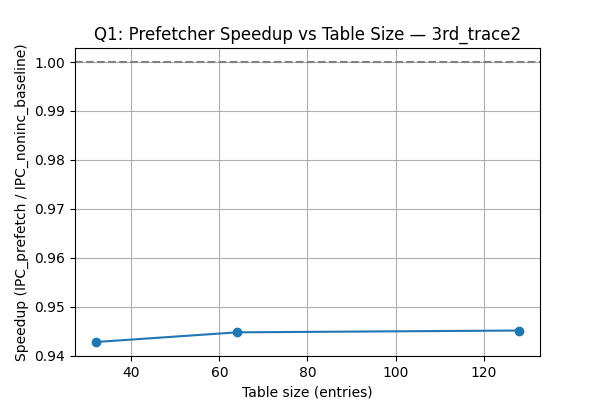 Q1: Prefetcher Speedup vs Table Size — 3rd_trace2
Speedup (IPC_prefetch / IPC_noninc_baseline)
1.00
0.99
0.98
0.97
0.96
0.95
0.94
40 60 80 100 120
Table size (entries)